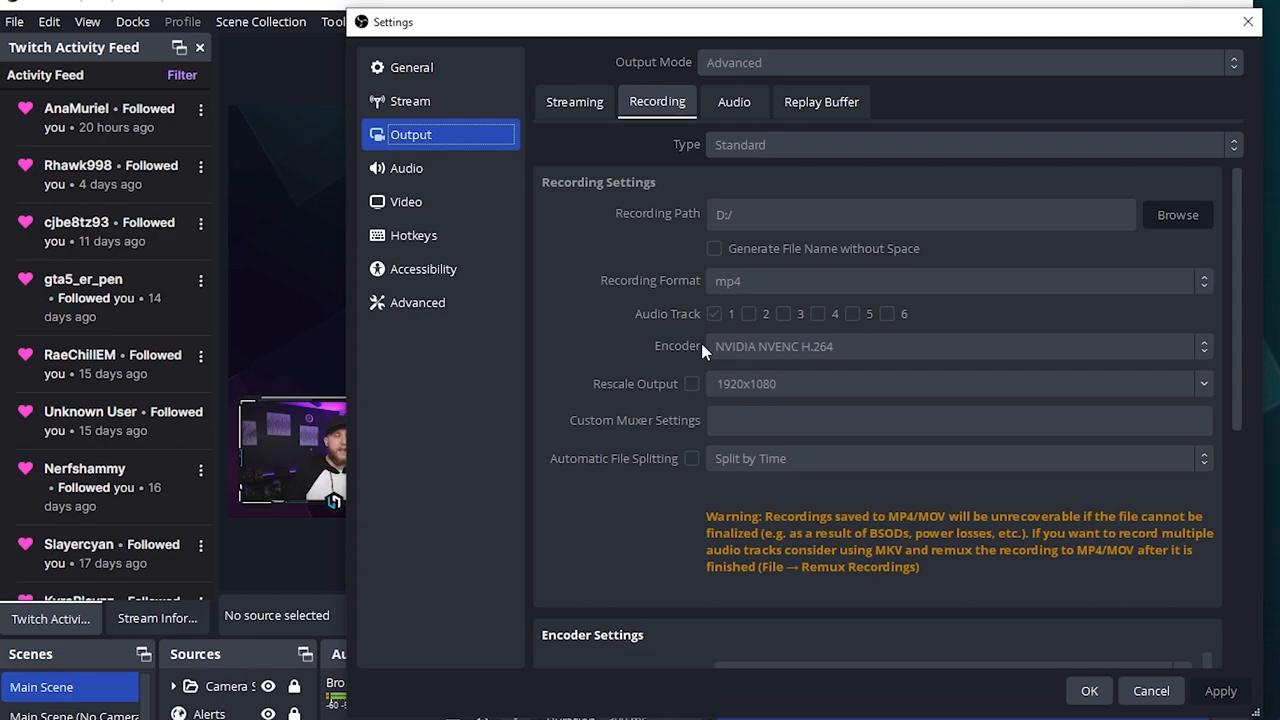 File Edit View Docks Profile Scene Collection
Twitch Activity Feed
Activity Feed Filter
AnaMuriel • Followed
you • 20 hours ago
Rhawk998 • Followed
you • 4 days ago
cjbe8tz93 • Followed
you • 11 days ago
gta5_er_pen
• Followed you • 14
days ago
RaeChillEM • Followed
you • 15 days ago
Unknown User • Followed
you • 15 days ago
Nerfshammy
• Followed you • 16
days ago
Slayercyan • Followed
you • 17 days ago
Twitch Activi... Stream Infor...
No source selected
Scenes Sources
Main Scene
Main Scene (No Camera
Camera S
Alerts
Settings
General
Stream
Output
Audio
Video
Hotkeys
Accessibility
Advanced
Output Mode Advanced
Streaming Recording Audio Replay Buffer
Type Standard
Recording Settings
Recording Path D:/ Browse
Generate File Name without Space
Recording Format mp4
Audio Track 1 2 3 4 5 6
Encoder NVIDIA NVENC H.264
Rescale Output 1920x1080
Custom Muxer Settings
Automatic File Splitting Split by Time
Warning: Recordings saved to MP4/MOV will be unrecoverable if the file cannot be
finalized (e.g. as a result of BSODs, power losses, etc.). If you want to record multiple
audio tracks consider using MKV and remux the recording to MP4/MOV after it is
finished (File → Remux Recordings)
Encoder Settings
OK Cancel Apply